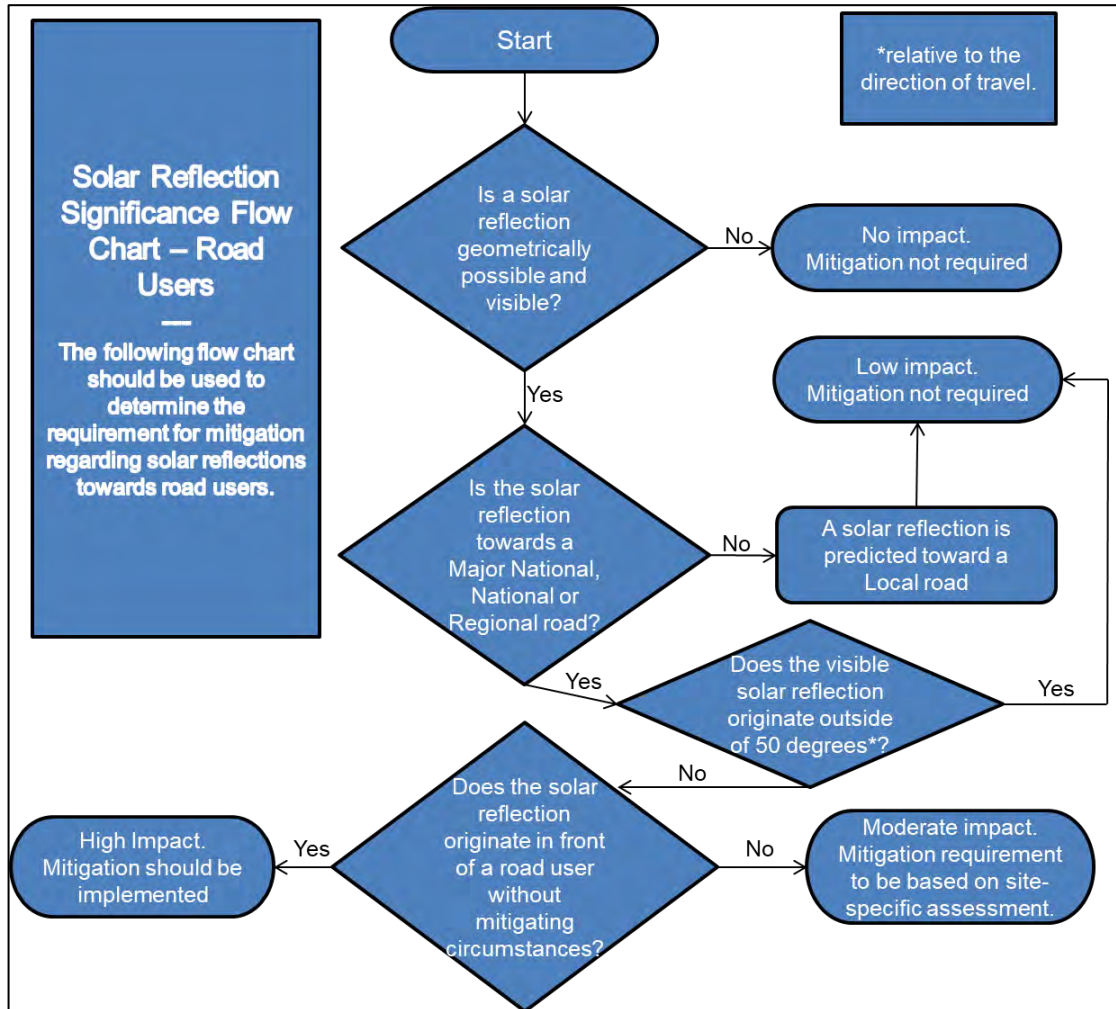 Solar Reflection
Significance Flow
Chart – Road
Users
—
The following flow chart
should be used to
determine the
requirement for mitigation
regarding solar reflections
towards road users.
Start
*relative to the
direction of travel.
Is a solar
reflection
geometrically
possible and
visible?
No
No impact.
Mitigation not required
Yes
Low impact.
Mitigation not required
Is the solar
reflection
towards a
Major National,
National or
Regional road?
No
A solar reflection is
predicted toward a
Local road
Yes
Does the visible
solar reflection
originate outside
of 50 degrees*?
Yes
No
Does the solar
reflection
originate in front
of a road user
without
mitigating
circumstances?
Yes
High Impact.
Mitigation should be
implemented
No
Moderate impact.
Mitigation requirement
to be based on site-
specific assessment.